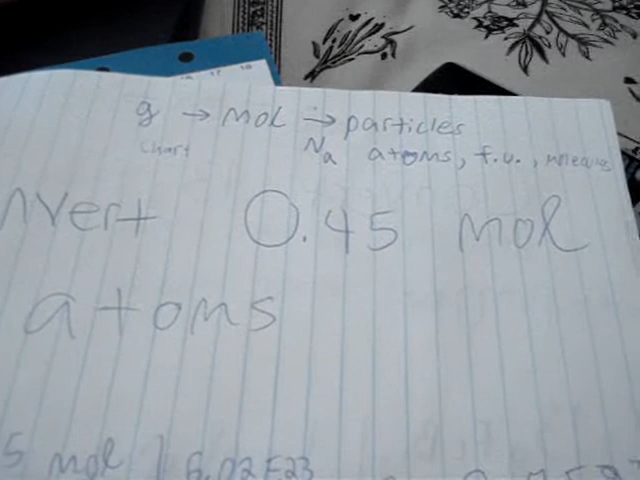 g → mol → particles
chart Na atoms, f.u., molecules
nvert 0.45 mol
atoms
5 mol | 6.02E23